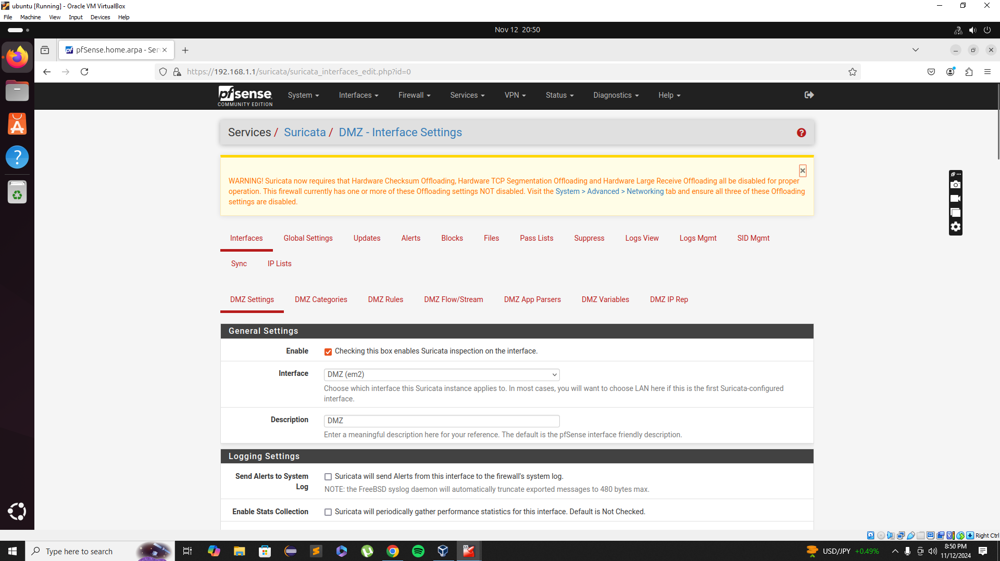 ubuntu [Running] - Oracle VM VirtualBox
File Machine View Input Devices Help
Nov 12 20:50
pfSense.home.arpa - Ser
https://192.168.1.1/suricata/suricata_interfaces_edit.php?id=0
pfsense
COMMUNITY EDITION
System Interfaces Firewall Services VPN Status Diagnostics Help
Services / Suricata / DMZ - Interface Settings
WARNING! Suricata now requires that Hardware Checksum Offloading, Hardware TCP Segmentation Offloading and Hardware Large Receive Offloading all be disabled for proper
operation. This firewall currently has one or more of these Offloading settings NOT disabled. Visit the System > Advanced > Networking tab and ensure all three of these Offloading
settings are disabled.
Interfaces Global Settings Updates Alerts Blocks Files Pass Lists Suppress Logs View Logs Mgmt SID Mgmt
Sync IP Lists
DMZ Settings DMZ Categories DMZ Rules DMZ Flow/Stream DMZ App Parsers DMZ Variables DMZ IP Rep
General Settings
Enable Checking this box enables Suricata inspection on the interface.
Interface DMZ (em2)
Choose which interface this Suricata instance applies to. In most cases, you will want to choose LAN here if this is the first Suricata-configured
interface.
Description DMZ
Enter a meaningful description here for your reference. The default is the pfSense interface friendly description.
Logging Settings
Send Alerts to System Log Suricata will send Alerts from this interface to the firewall's system log.
NOTE: the FreeBSD syslog daemon will automatically truncate exported messages to 480 bytes max.
Enable Stats Collection Suricata will periodically gather performance statistics for this interface. Default is Not Checked.
Right Ctrl
Type here to search
USD/JPY +0.49%
8:50 PM
11/12/2024